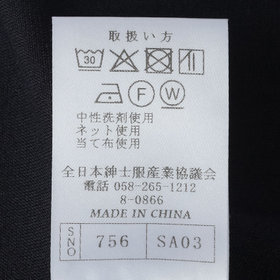 取扱い方
30
F W
中性洗剤使用
ネット使用
当て布使用
全日本紳士服産業協議会
電話 058-265-1212
8-0866
MADE IN CHINA
SNO 756 SA03